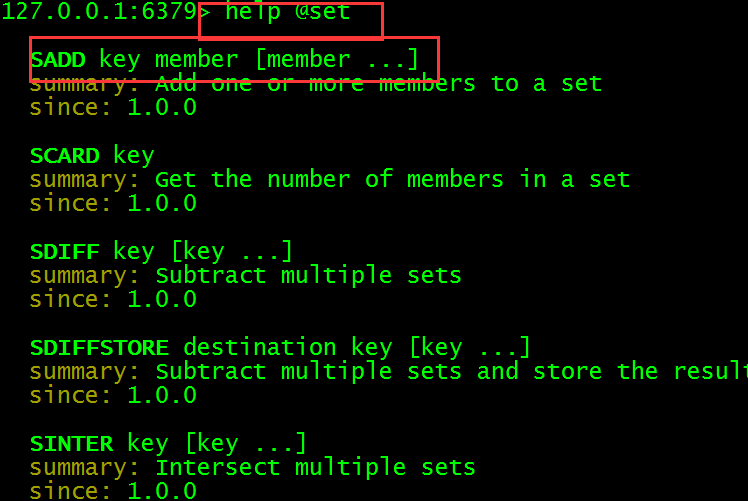 127.0.0.1:6379> help @set
SADD key member [member ...]
summary: Add one or more members to a set
since: 1.0.0
SCARD key
summary: Get the number of members in a set
since: 1.0.0
SDIFF key [key ...]
summary: Subtract multiple sets
since: 1.0.0
SDIFFSTORE destination key [key ...]
summary: Subtract multiple sets and store the result
since: 1.0.0
SINTER key [key ...]
summary: Intersect multiple sets
since: 1.0.0